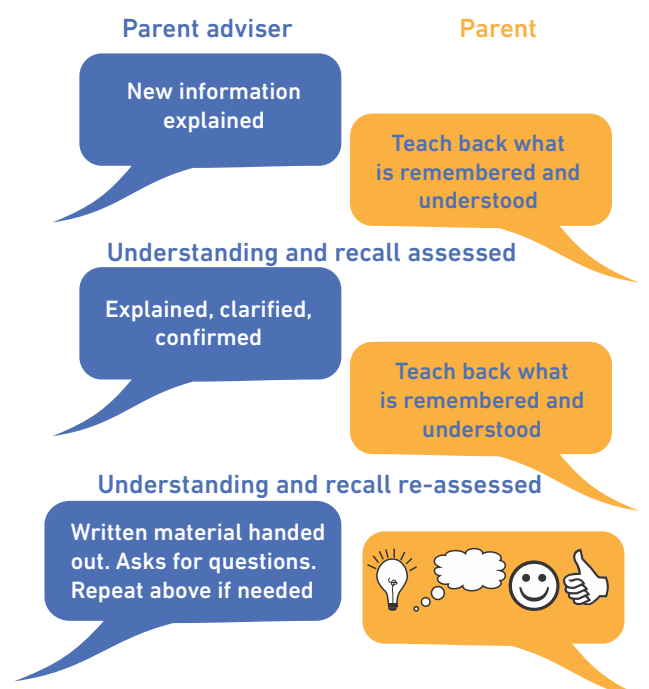 Parent adviser
Parent
New information
explained
Teach back what
is remembered and
understood
Understanding and recall assessed
Explained, clarified,
confirmed
Teach back what
is remembered and
understood
Understanding and recall re-assessed
Written material handed
out. Asks for questions.
Repeat above if needed